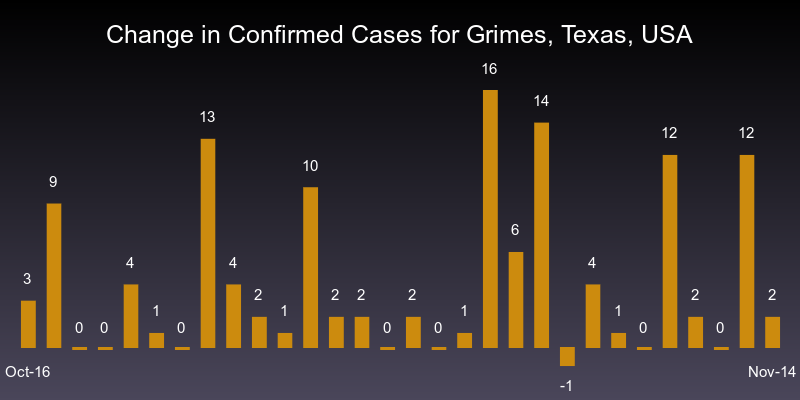 Change in Confirmed Cases for Grimes, Texas, USA
3 9 0 0 4 1 0 13 4 2 1 10 2 2 0 2 0 1 16 6 14 -1 4 1 0 12 2 0 12 2
Oct-16 Nov-14